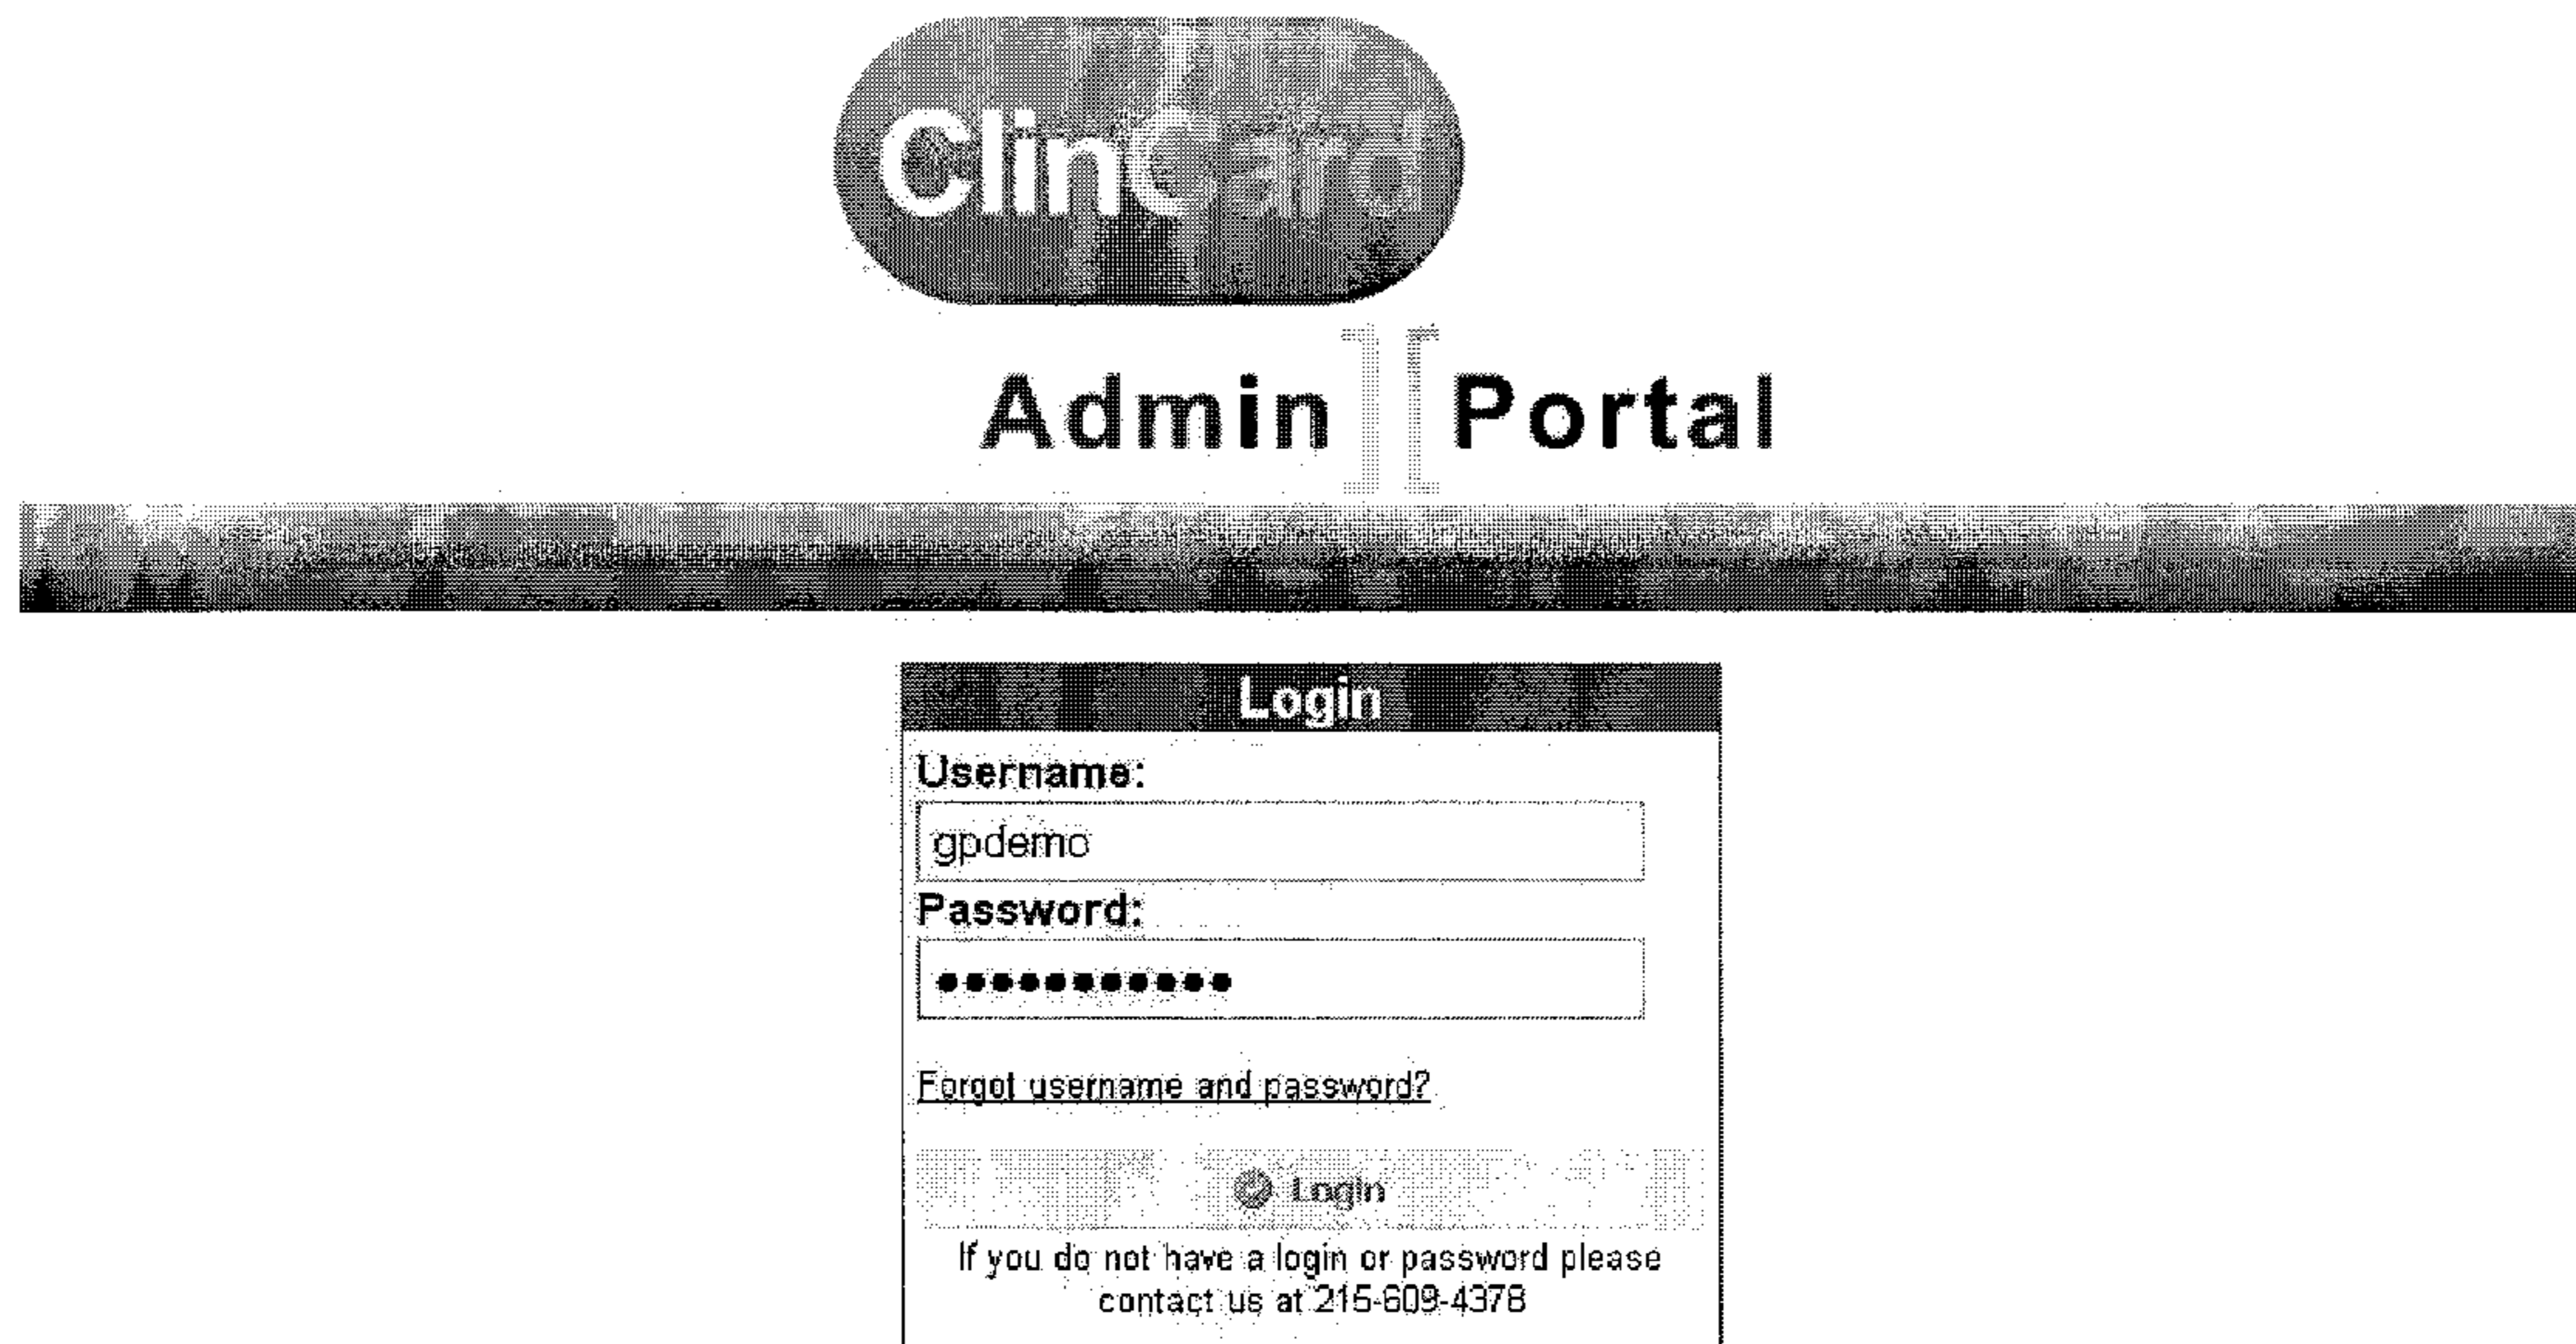 ClinCard
Admin ][ Portal
Login
Username:
gpdemo
Password:
●●●●●●●●●●●
Forgot username and password?
Login
If you do not have a login or password please
contact us at 215-609-4378